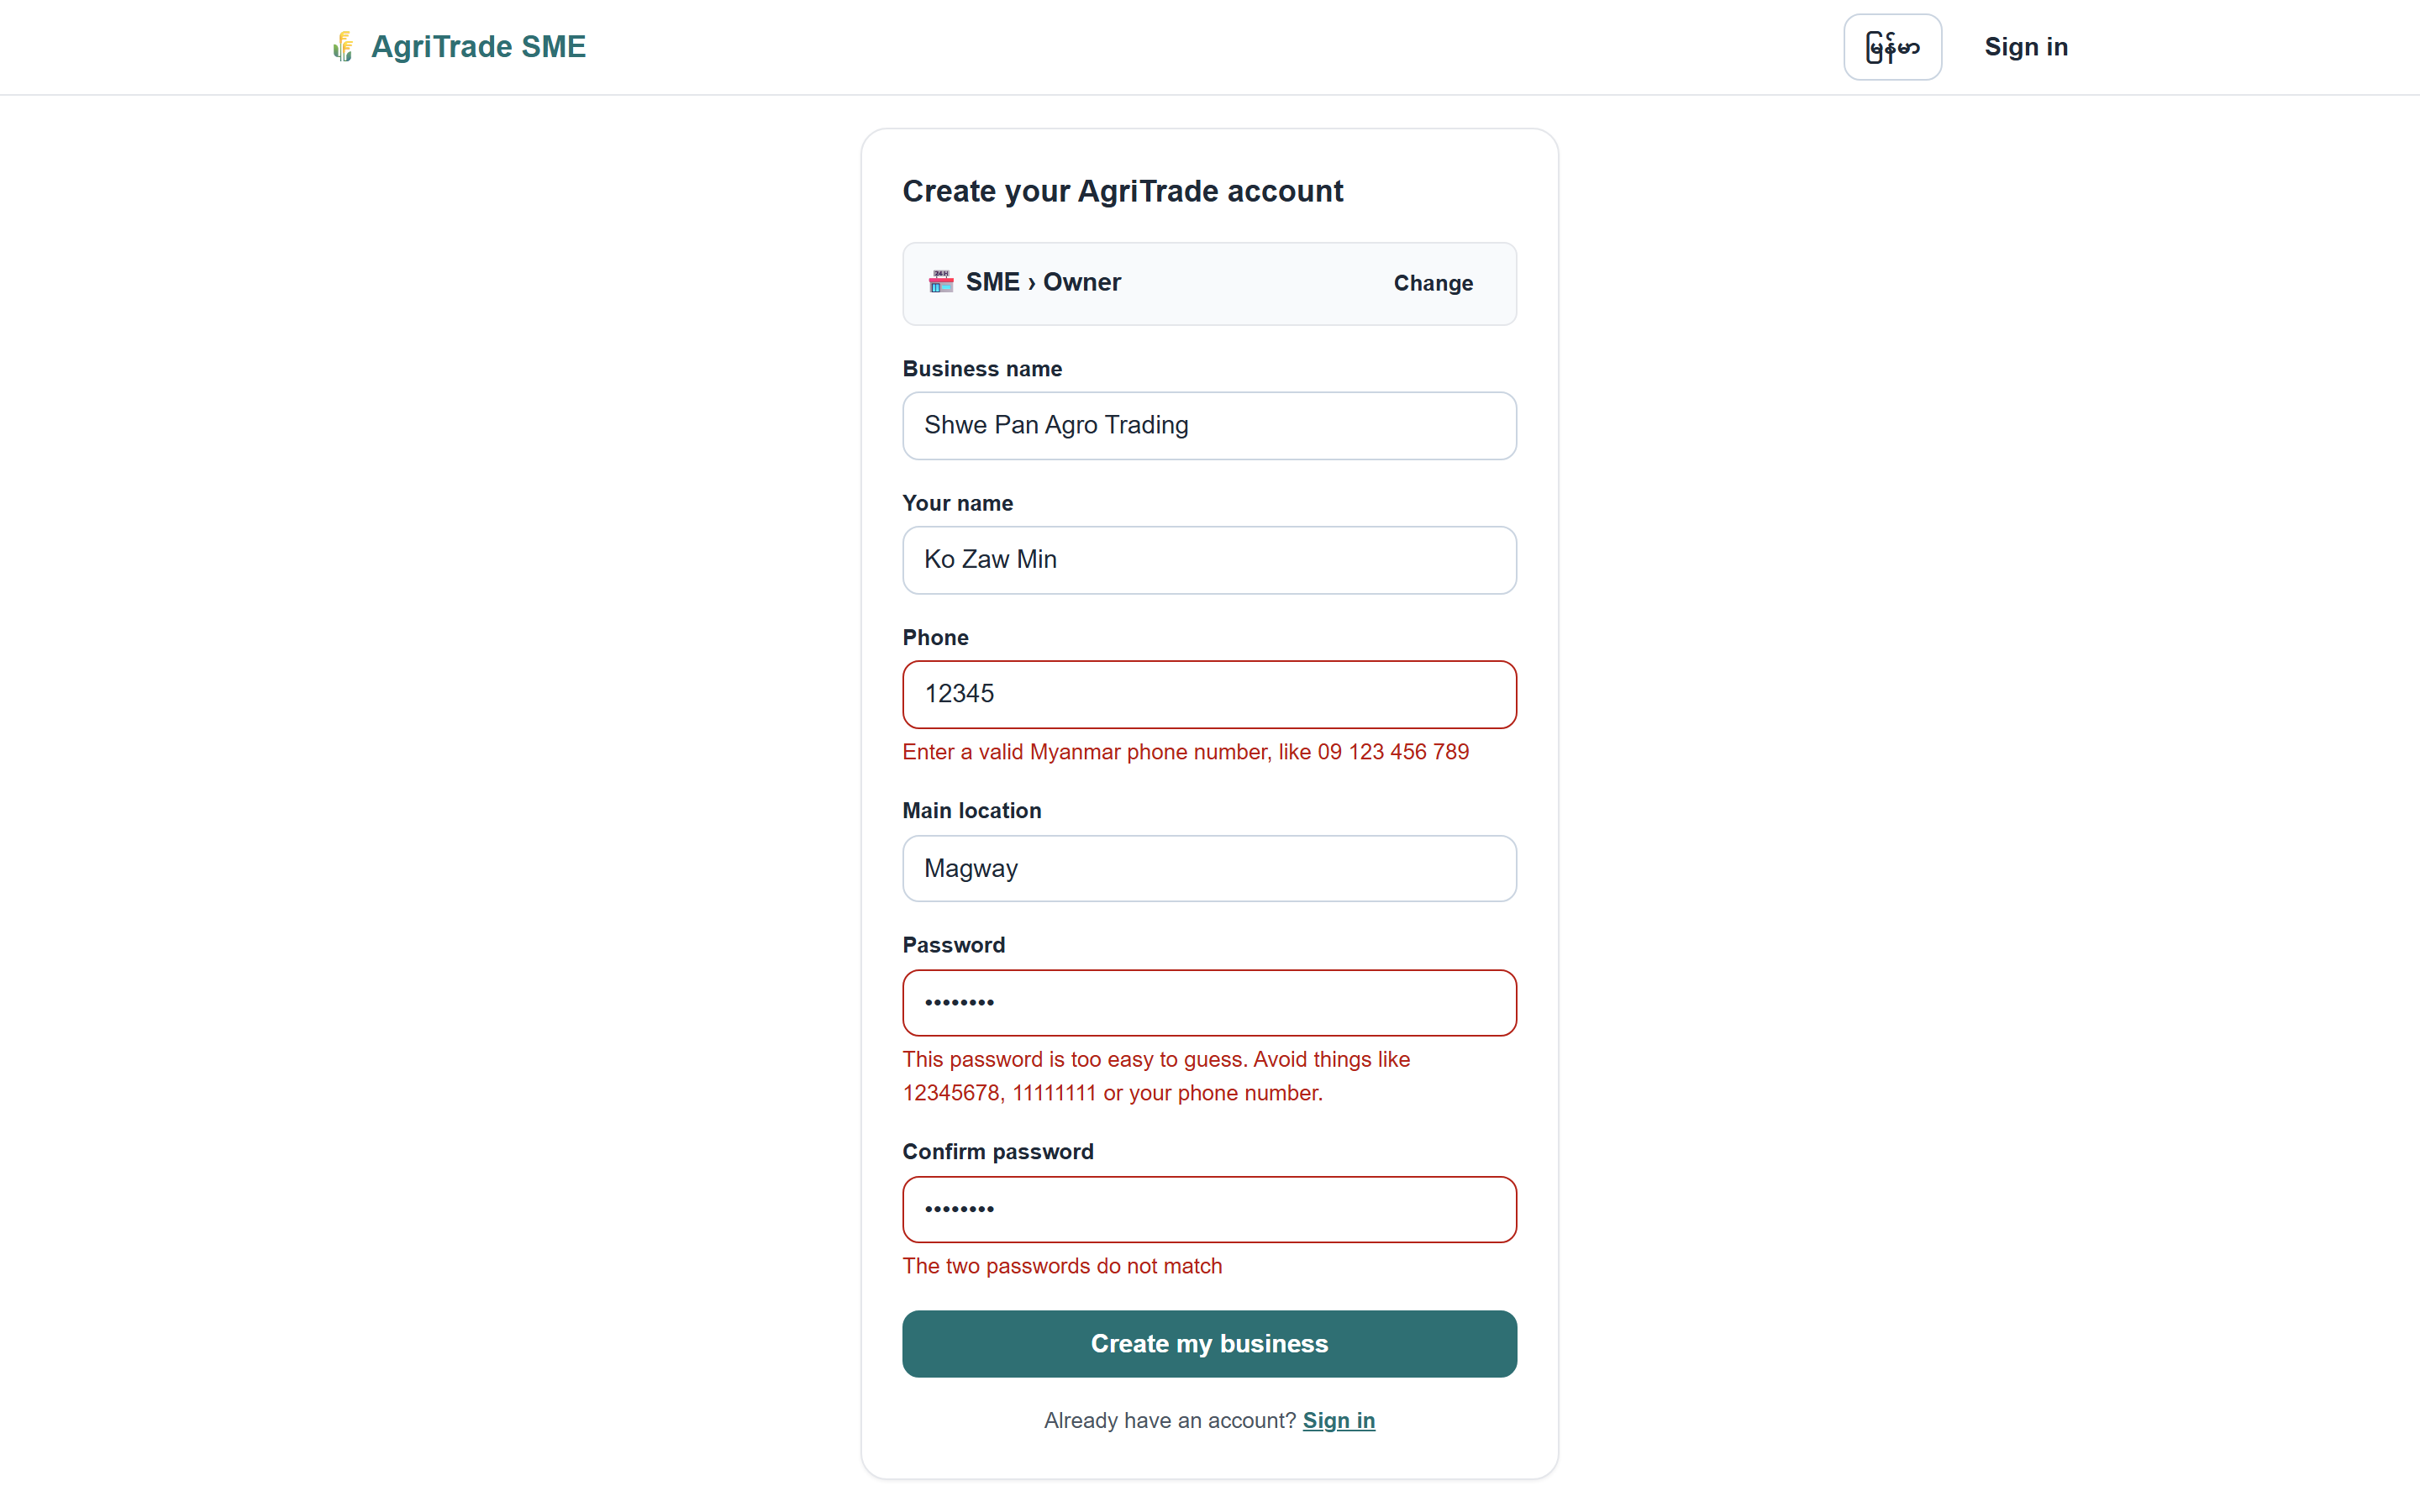 AgriTrade SME
မြန်မာ
Sign in
Create your AgriTrade account
SME › Owner
Change
Business name
Shwe Pan Agro Trading
Your name
Ko Zaw Min
Phone
12345
Enter a valid Myanmar phone number, like 09 123 456 789
Main location
Magway
Password
••••••••
This password is too easy to guess. Avoid things like
12345678, 11111111 or your phone number.
Confirm password
••••••••
The two passwords do not match
Create my business
Already have an account? Sign in